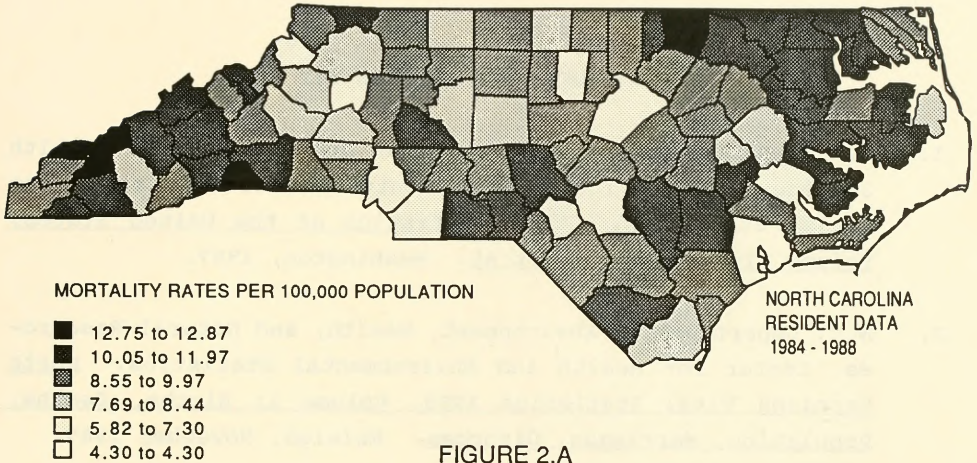 MORTALITY RATES PER 100,000 POPULATION
12.75 to 12.87
10.05 to 11.97
8.55 to 9.97
7.69 to 8.44
5.82 to 7.30
4.30 to 4.30
NORTH CAROLINA
RESIDENT DATA
1984 - 1988
FIGURE 2.A